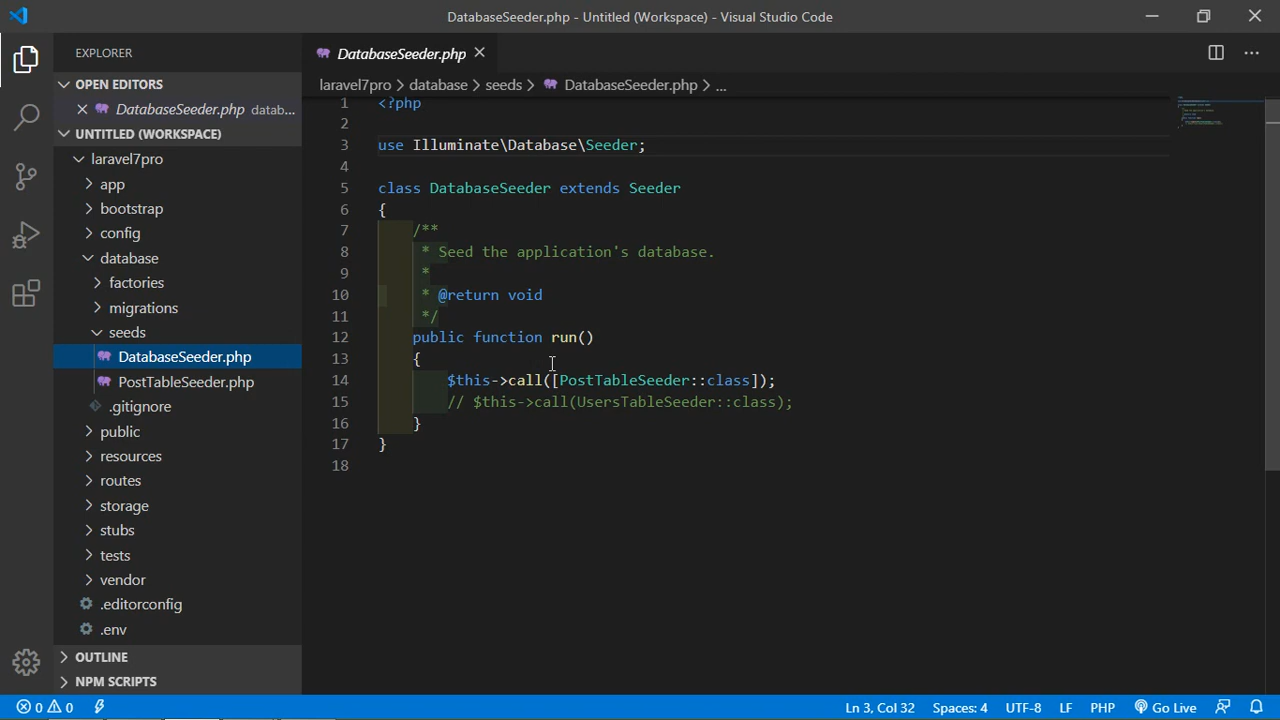 DatabaseSeeder.php - Untitled (Workspace) - Visual Studio Code
EXPLORER
OPEN EDITORS
DatabaseSeeder.php datab...
UNTITLED (WORKSPACE)
laravel7pro
app
bootstrap
config
database
factories
migrations
seeds
DatabaseSeeder.php
PostTableSeeder.php
.gitignore
public
resources
routes
storage
stubs
tests
vendor
.editorconfig
.env
OUTLINE
NPM SCRIPTS
DatabaseSeeder.php
laravel7pro > database > seeds > DatabaseSeeder.php > ...
1 <?php
2
3 use Illuminate\Database\Seeder;
4
5 class DatabaseSeeder extends Seeder
6 {
7 /**
8 * Seed the application's database.
9 *
10 * @return void
11 */
12 public function run()
13 {
14 $this->call([PostTableSeeder::class]);
15 // $this->call(UsersTableSeeder::class);
16 }
17 }
18
0 0 Ln 3, Col 32 Spaces: 4 UTF-8 LF PHP Go Live